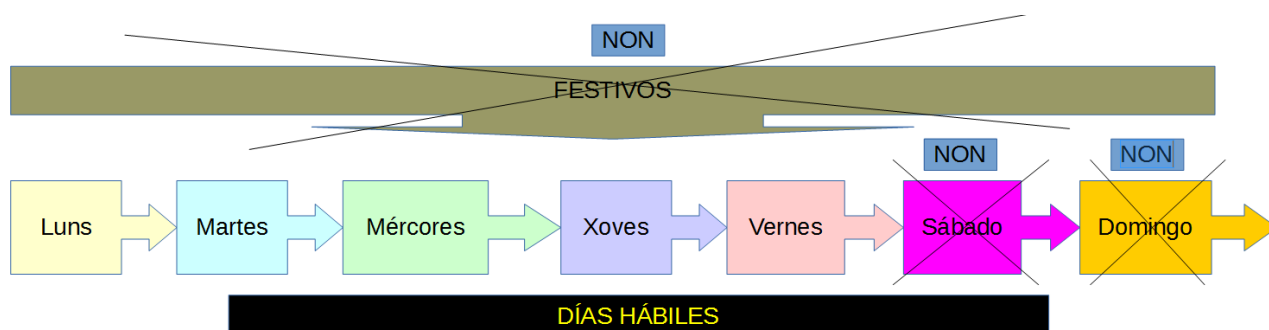 NON
FESTIVOS
NON
NON
Luns
Martes
Mércores
Xoves
Vernes
Sábado
Domingo
DÍAS HÁBILES